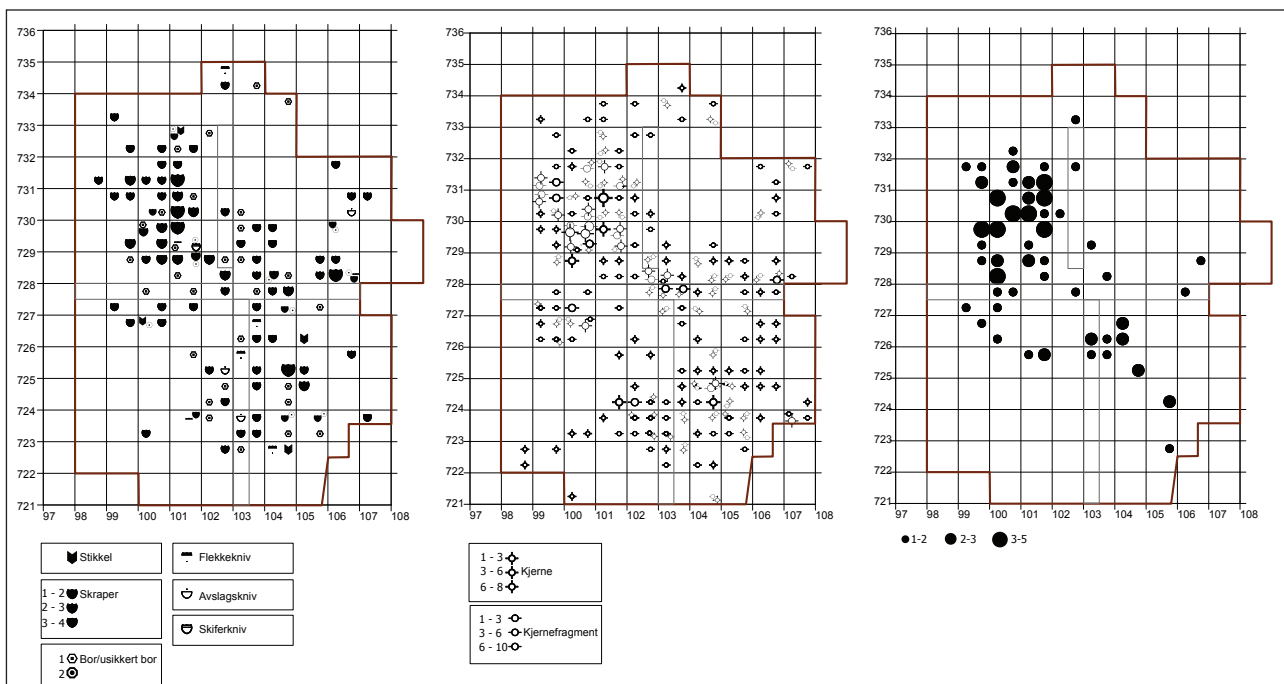 736
735
734
733
732
731
730
729
728
727
726
725
724
723
722
721
97 98 99 100 101 102 103 104 105 106 107 108
Stikkel
1 - 2 Skraper
2 - 3
3 - 4
1 Bor/usikkert bor
2
Flekkekniv
Avslagskniv
Skiferkniv
736
735
734
733
732
731
730
729
728
727
726
725
724
723
722
721
97 98 99 100 101 102 103 104 105 106 107 108
1 - 3
3 - 6 Kjerne
6 - 8
1 - 3
3 - 6 Kjernefragment
6 - 10
736
735
734
733
732
731
730
729
728
727
726
725
724
723
722
721
97 98 99 100 101 102 103 104 105 106 107 108
1-2 2-3 3-5